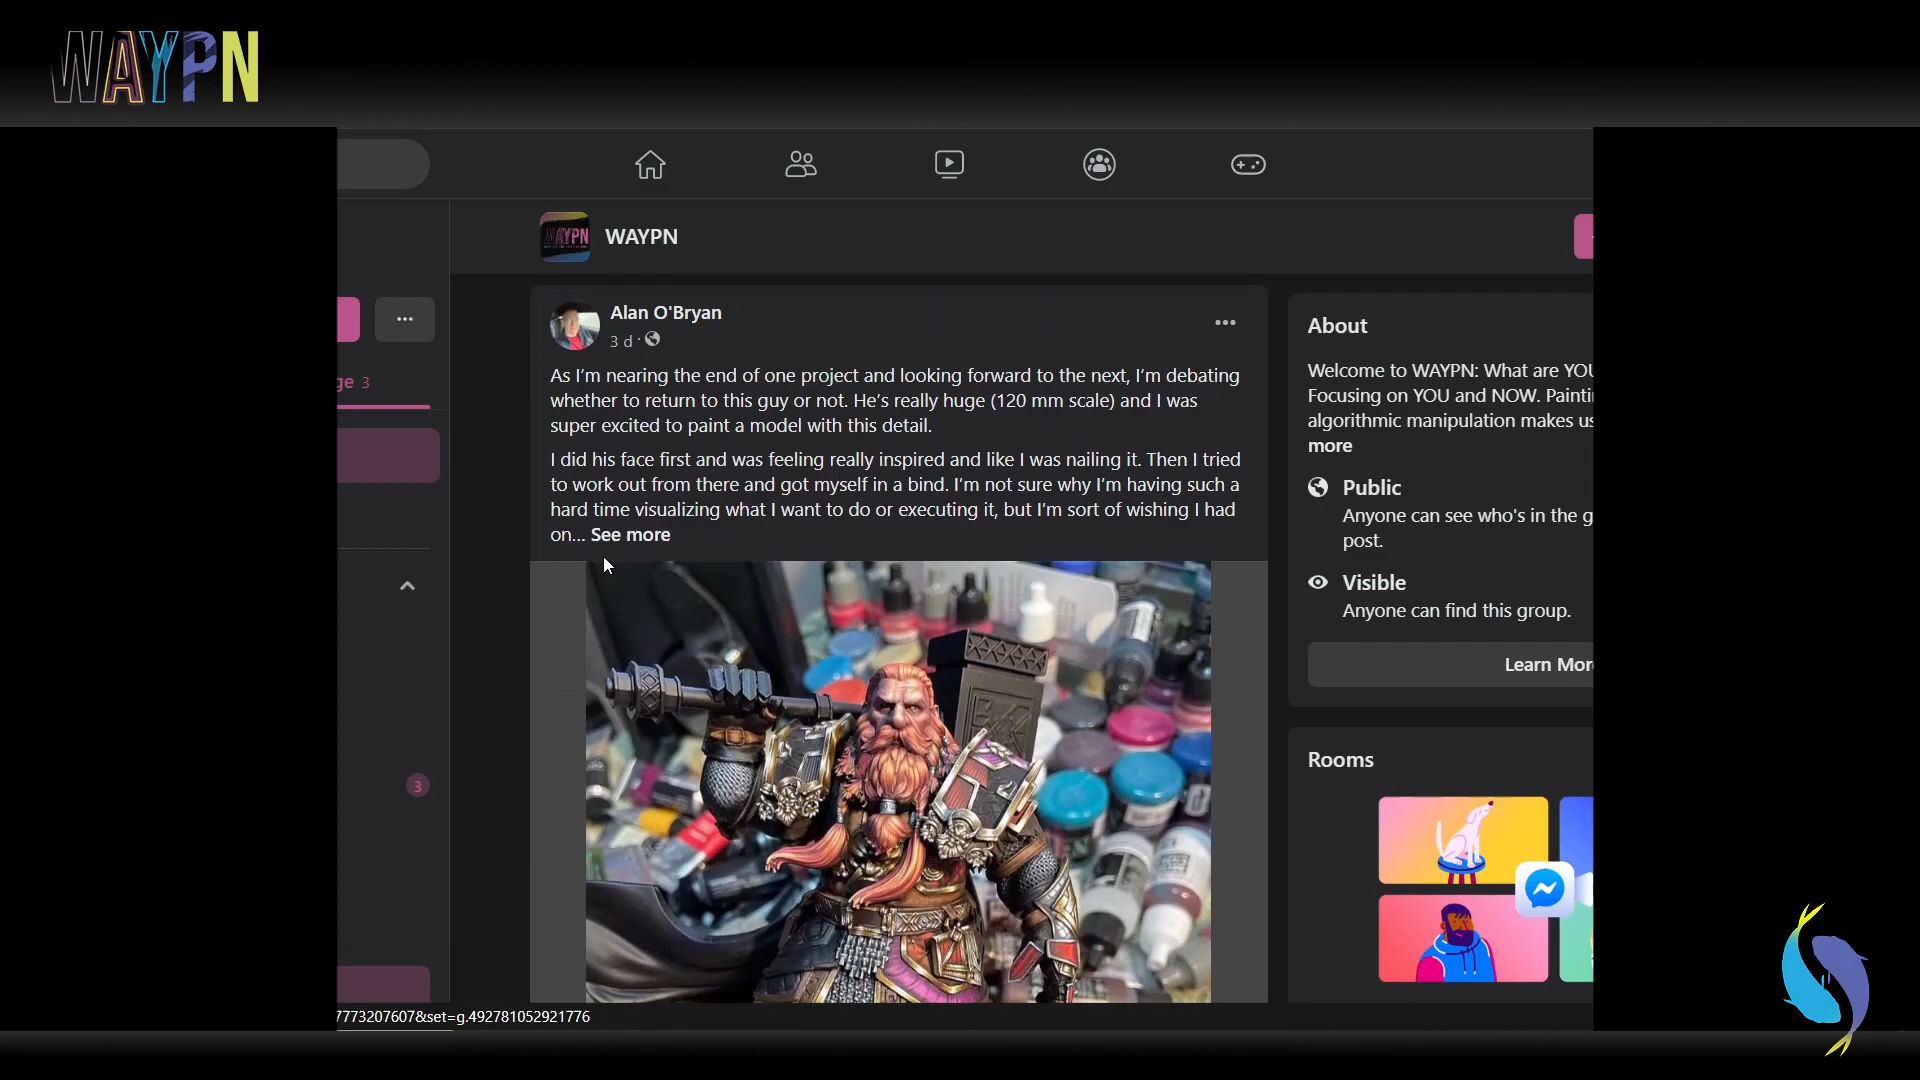 WAYPN
WAYPN
WAYPN
Alan O'Bryan
3 d ·
ge 3
As I'm nearing the end of one project and looking forward to the next, I'm debating
whether to return to this guy or not. He's really huge (120 mm scale) and I was
super excited to paint a model with this detail.
I did his face first and was feeling really inspired and like I was nailing it. Then I tried
to work out from there and got myself in a bind. I'm not sure why I'm having such a
hard time visualizing what I want to do or executing it, but I'm sort of wishing I had
on... See more
3
About
Welcome to WAYPN: What are YOU
Focusing on YOU and NOW. Painti
algorithmic manipulation makes us
more
Public
Anyone can see who's in the g
post.
Visible
Anyone can find this group.
Learn More
Rooms
7773207607&set=g.492781052921776